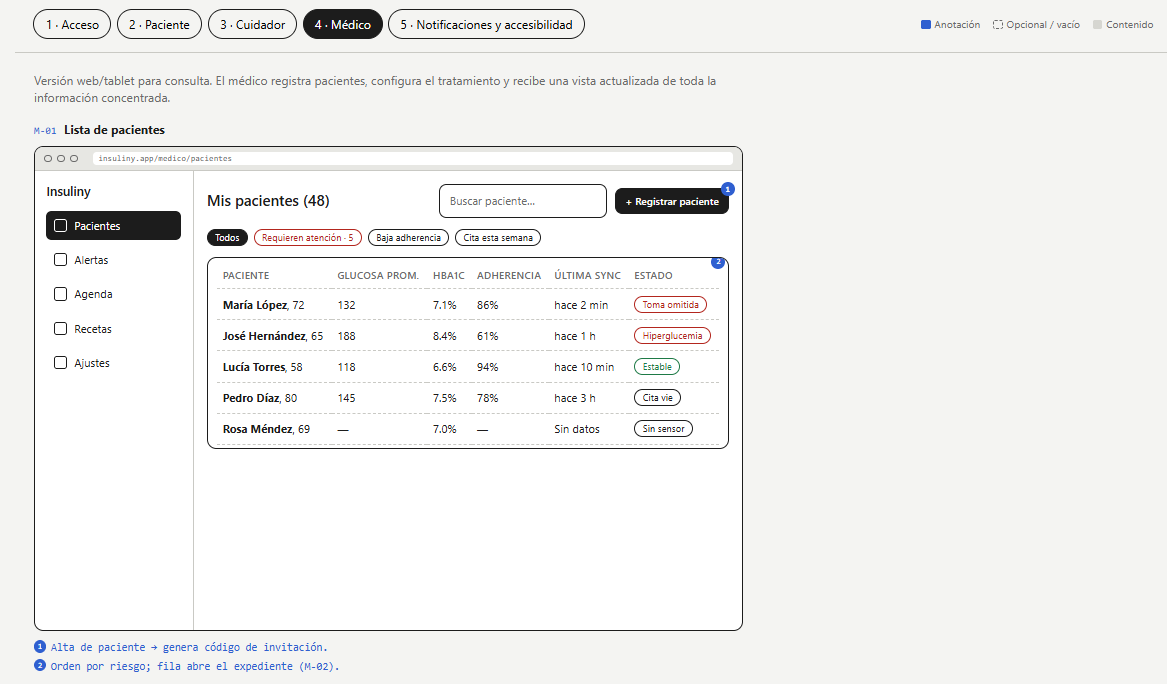 1 · Acceso 2 · Paciente 3 · Cuidador 4 · Médico 5 · Notificaciones y accesibilidad Anotación Opcional / vacío Contenido
Versión web/tablet para consulta. El médico registra pacientes, configura el tratamiento y recibe una vista actualizada de toda la
información concentrada.
M-01 Lista de pacientes
insuliny.app/medico/pacientes
Insuliny
Pacientes
Alertas
Agenda
Recetas
Ajustes
Mis pacientes (48) Buscar paciente... + Registrar paciente 1
Todos Requieren atención · 5 Baja adherencia Cita esta semana
2
PACIENTE GLUCOSA PROM. HBA1C ADHERENCIA ÚLTIMA SYNC ESTADO
María López, 72 132 7.1% 86% hace 2 min Toma omitida
José Hernández, 65 188 8.4% 61% hace 1 h Hiperglucemia
Lucía Torres, 58 118 6.6% 94% hace 10 min Estable
Pedro Díaz, 80 145 7.5% 78% hace 3 h Cita vie
Rosa Méndez, 69 — 7.0% — Sin datos Sin sensor
1 Alta de paciente → genera código de invitación.
2 Orden por riesgo; fila abre el expediente (M-02).